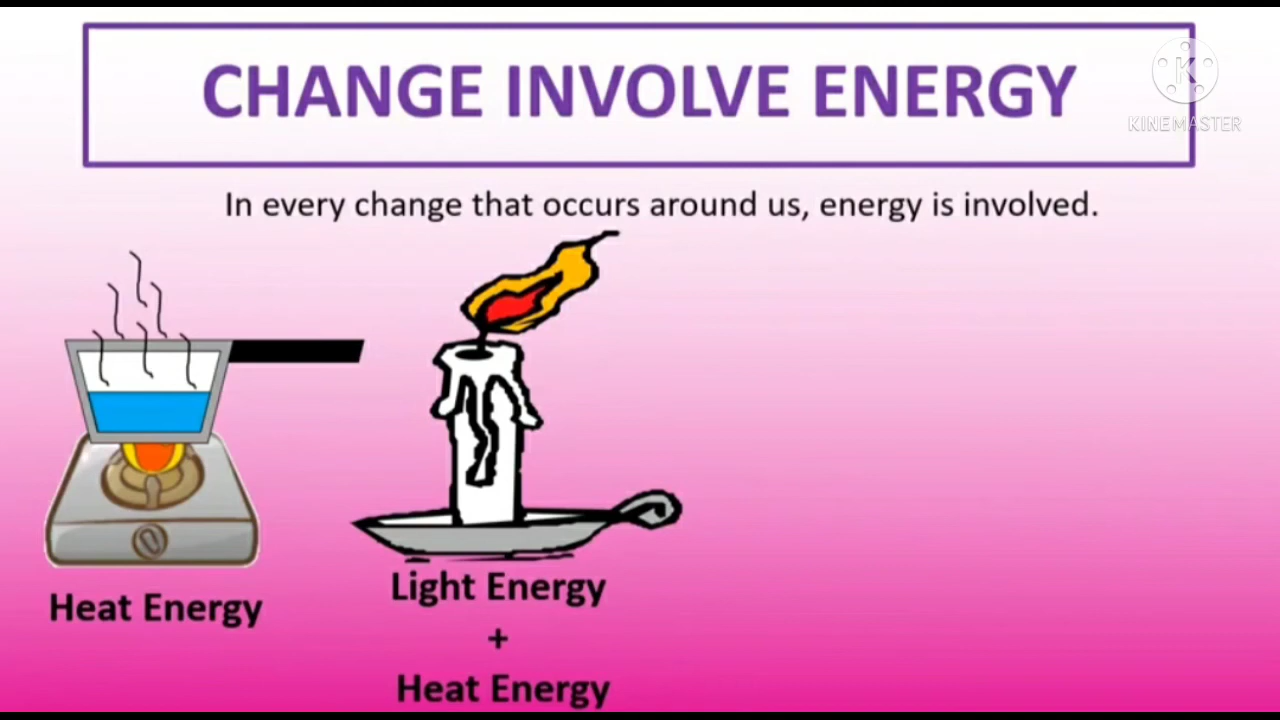 CHANGE INVOLVE ENERGY
K
KINEMASTER
In every change that occurs around us, energy is involved.
Heat Energy
Light Energy
+
Heat Energy